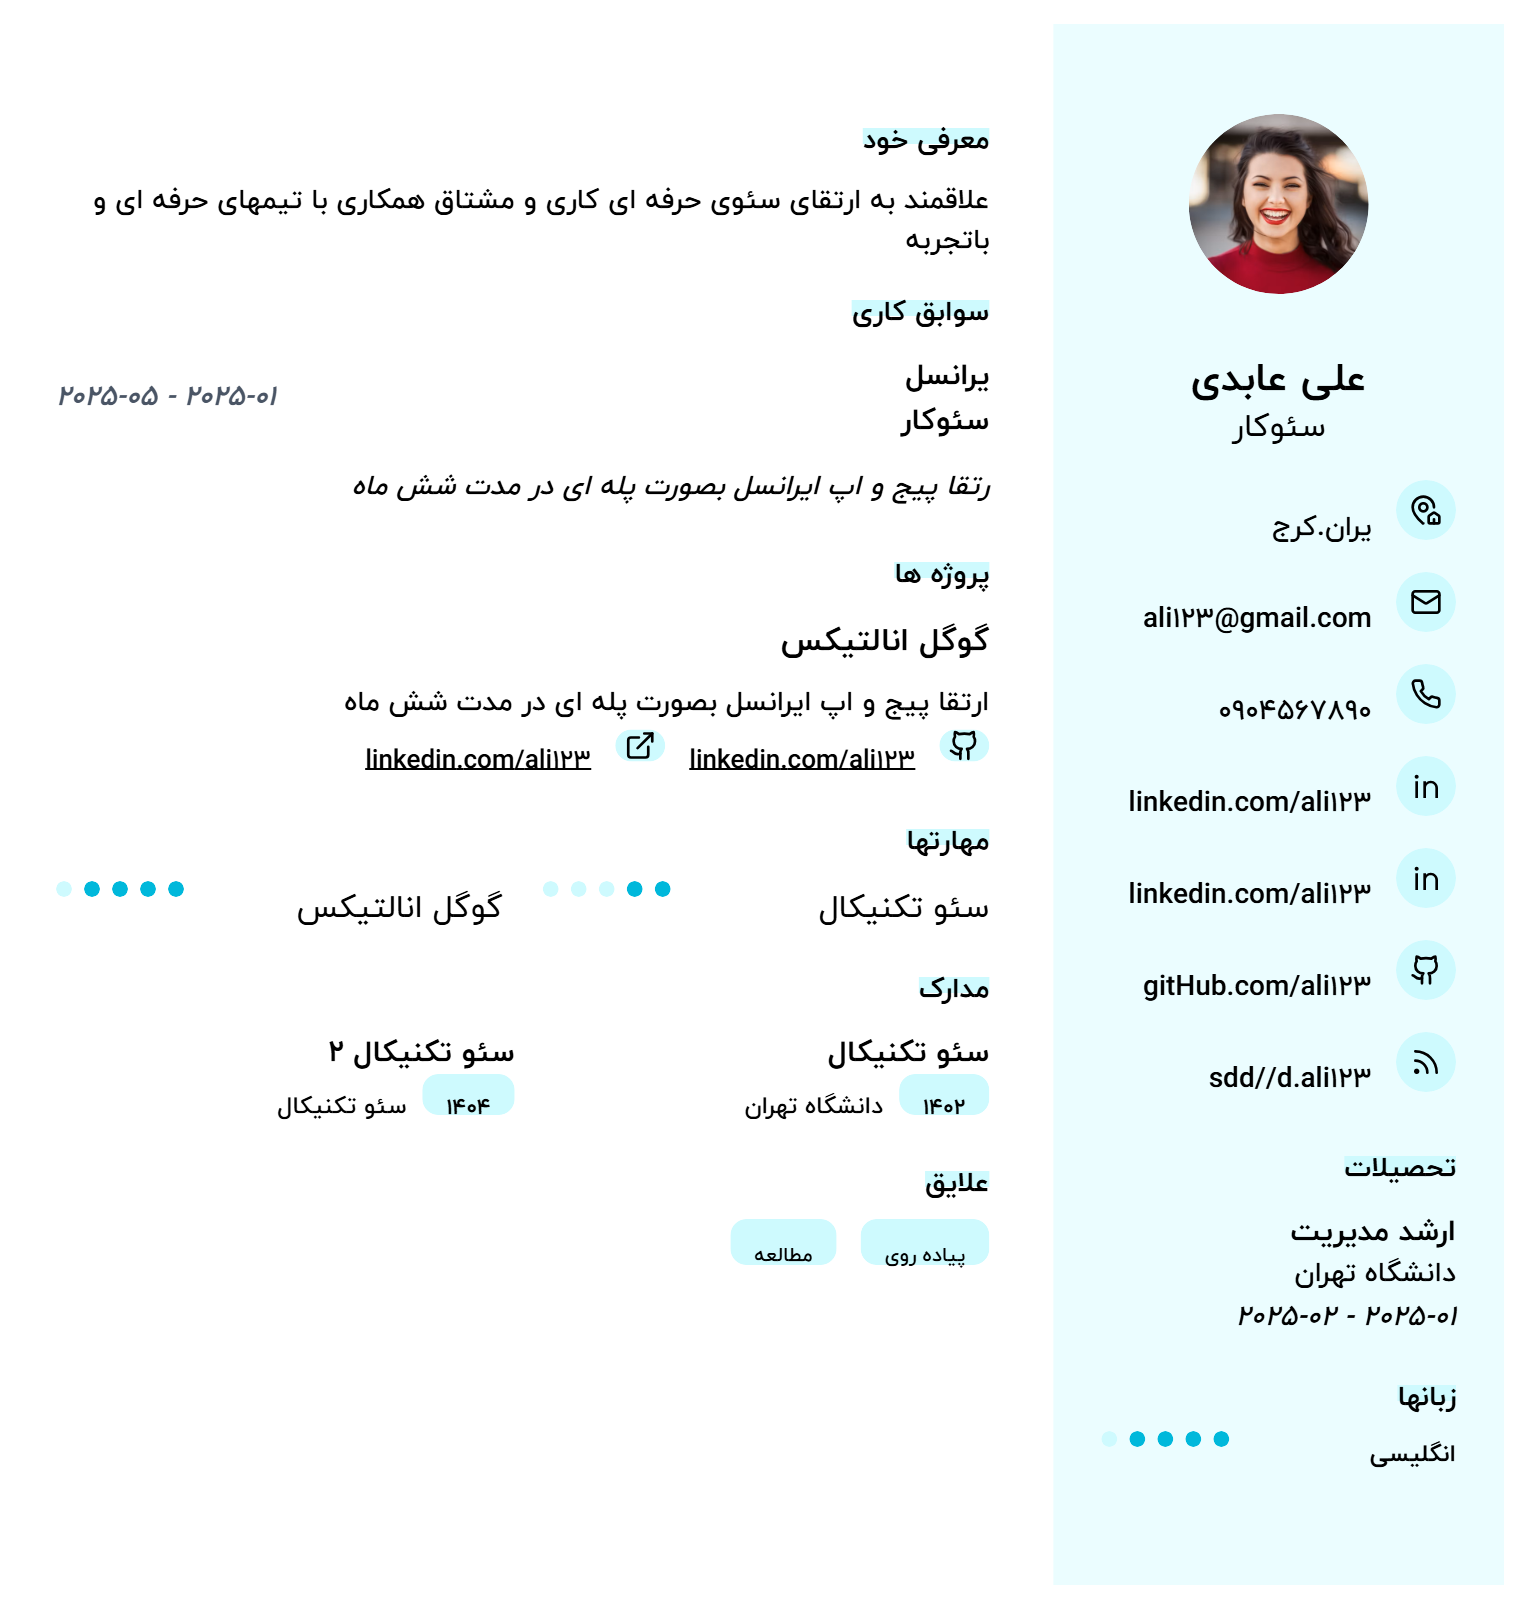 علی عابدی
سئوکار
یران.کرج
ali۱۲۳@gmail.com
۰۹۰۴۵۶۷۸۹۰
linkedin.com/ali۱۲۳
linkedin.com/ali۱۲۳
gitHub.com/ali۱۲۳
sdd//d.ali۱۲۳
تحصیلات
ارشد مدیریت
دانشگاه تهران
۲۰۲۵-۰۱ - ۲۰۲۵-۰۲
زبانها
انگلیسی
معرفی خود
علاقمند به ارتقای سئوی حرفه ای کاری و مشتاق همکاری با تیمهای حرفه ای و
باتجربه
سوابق کاری
یرانسل
سئوکار
۲۰۲۵-۰۱ - ۲۰۲۵-۰۵
رتقا پیج و اپ ایرانسل بصورت پله ای در مدت شش ماه
پروژه ها
گوگل انالتیکس
ارتقا پیج و اپ ایرانسل بصورت پله ای در مدت شش ماه
linkedin.com/ali۱۲۳ linkedin.com/ali۱۲۳
مهارتها
سئو تکنیکال
گوگل انالتیکس
مدارک
سئو تکنیکال
۱۴۰۲ دانشگاه تهران
سئو تکنیکال ۲
۱۴۰۴ سئو تکنیکال
علایق
پیاده روی
مطالعه